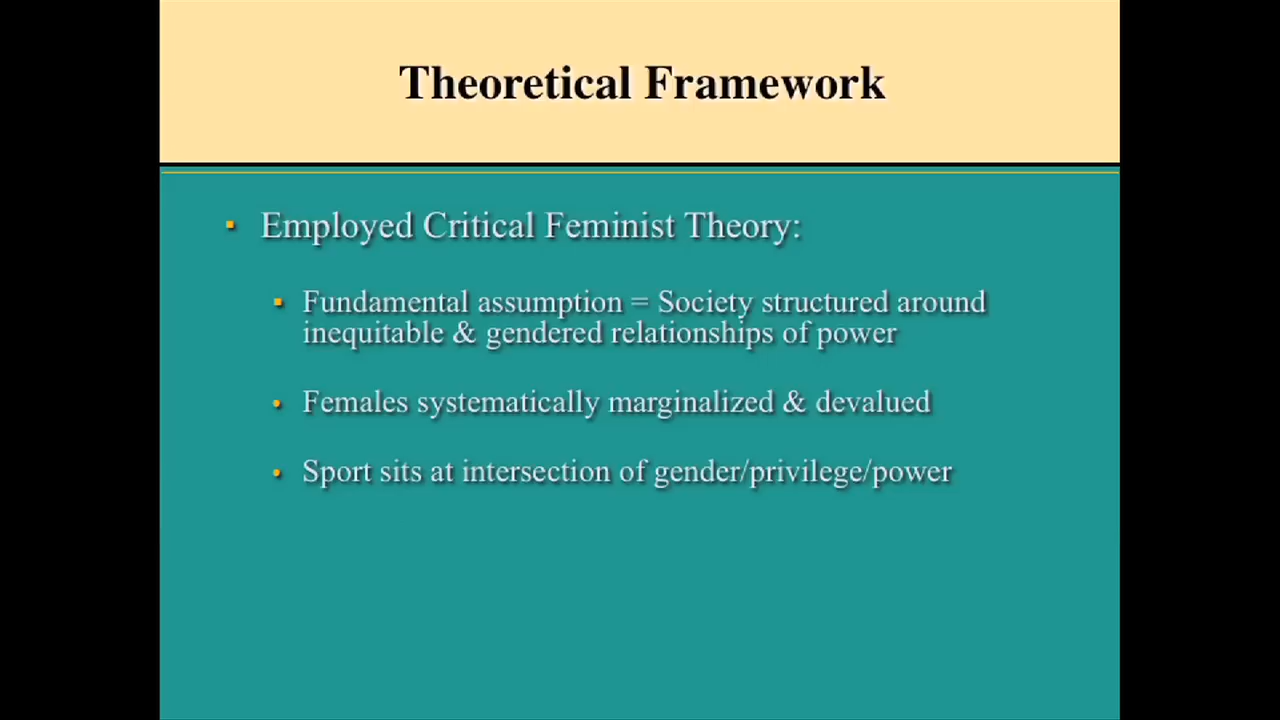 Theoretical Framework
▪ Employed Critical Feminist Theory:
▪ Fundamental assumption = Society structured around
inequitable & gendered relationships of power
• Females systematically marginalized & devalued
• Sport sits at intersection of gender/privilege/power